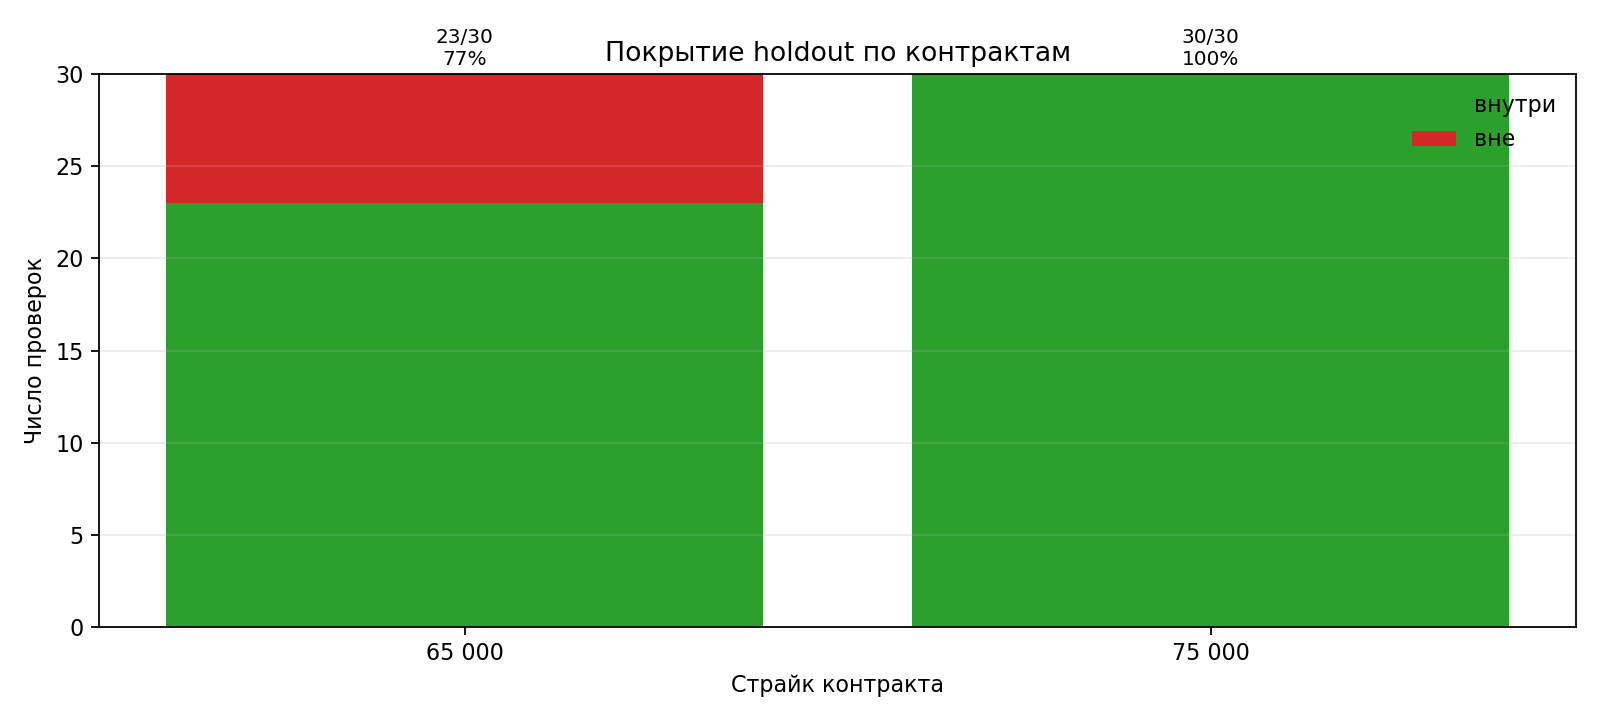 23/30
77%
Покрытие holdout по контрактам
30/30
100%
внутри
вне
Число проверок
30
25
20
15
10
5
0
65 000
75 000
Страйк контракта